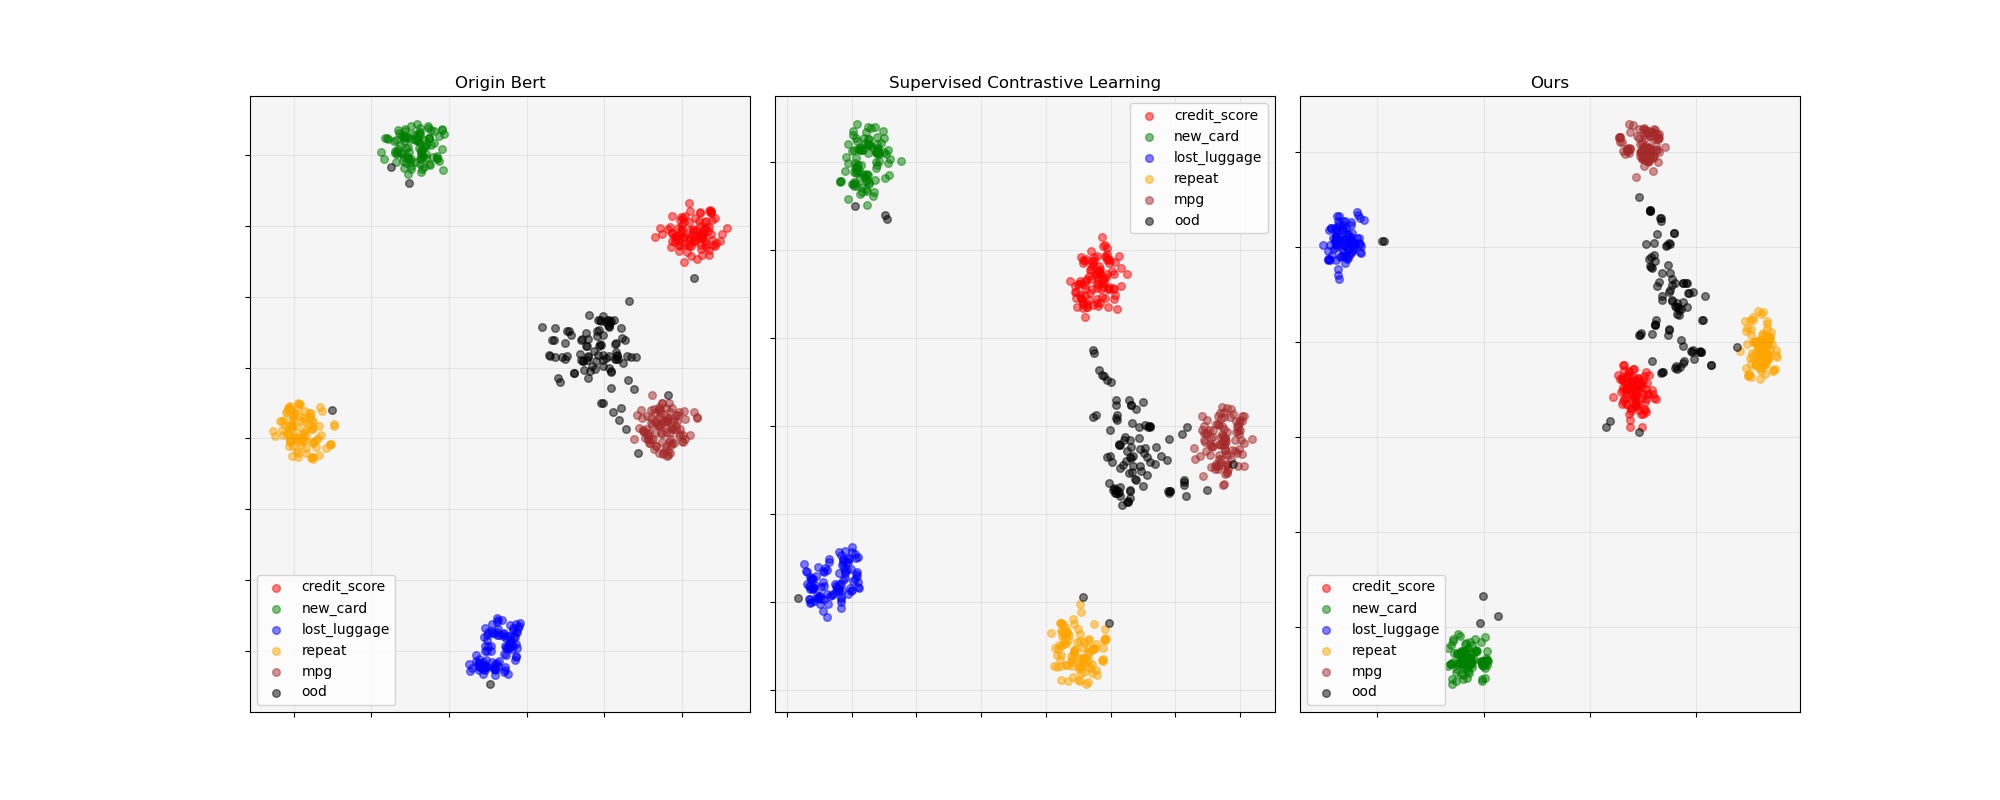 Origin Bert
credit_score
new_card
lost_luggage
repeat
mpg
ood
Supervised Contrastive Learning
credit_score
new_card
lost_luggage
repeat
mpg
ood
Ours
credit_score
new_card
lost_luggage
repeat
mpg
ood